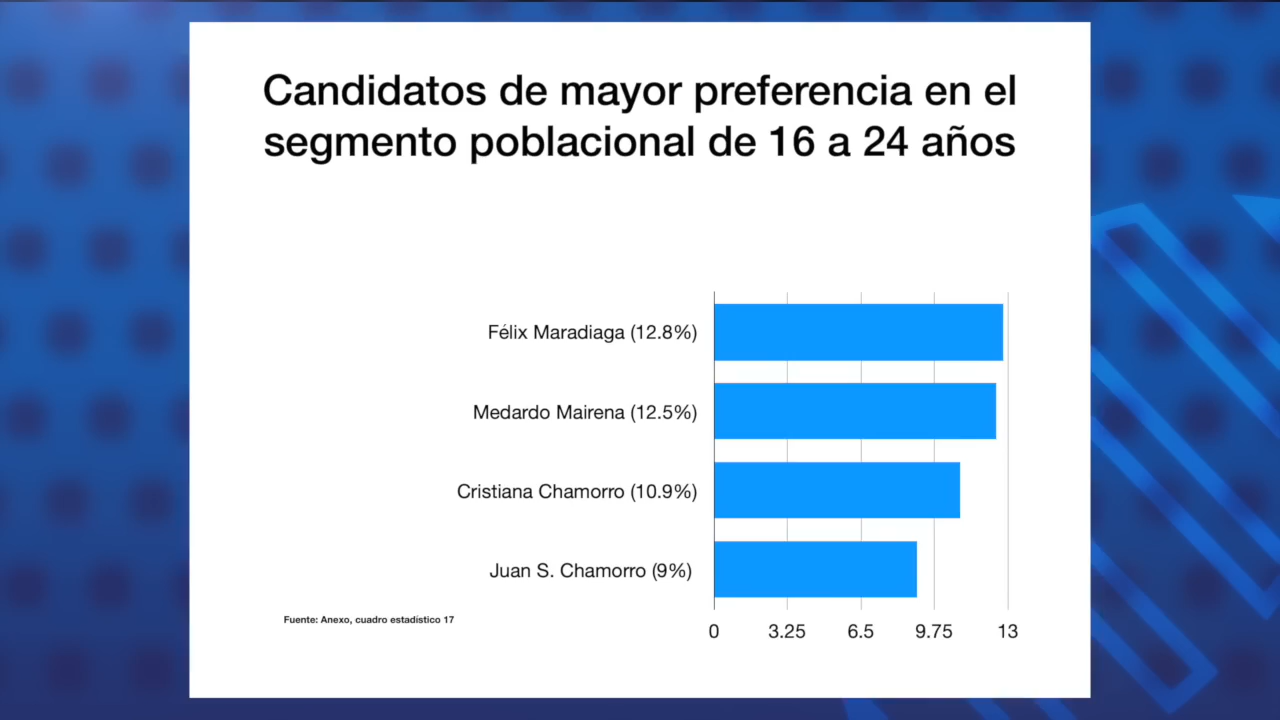 Candidatos de mayor preferencia en el
segmento poblacional de 16 a 24 años
Félix Maradiaga (12.8%)
Medardo Mairena (12.5%)
Cristiana Chamorro (10.9%)
Juan S. Chamorro (9%)
Fuente: Anexo, cuadro estadístico 17
0 3.25 6.5 9.75 13